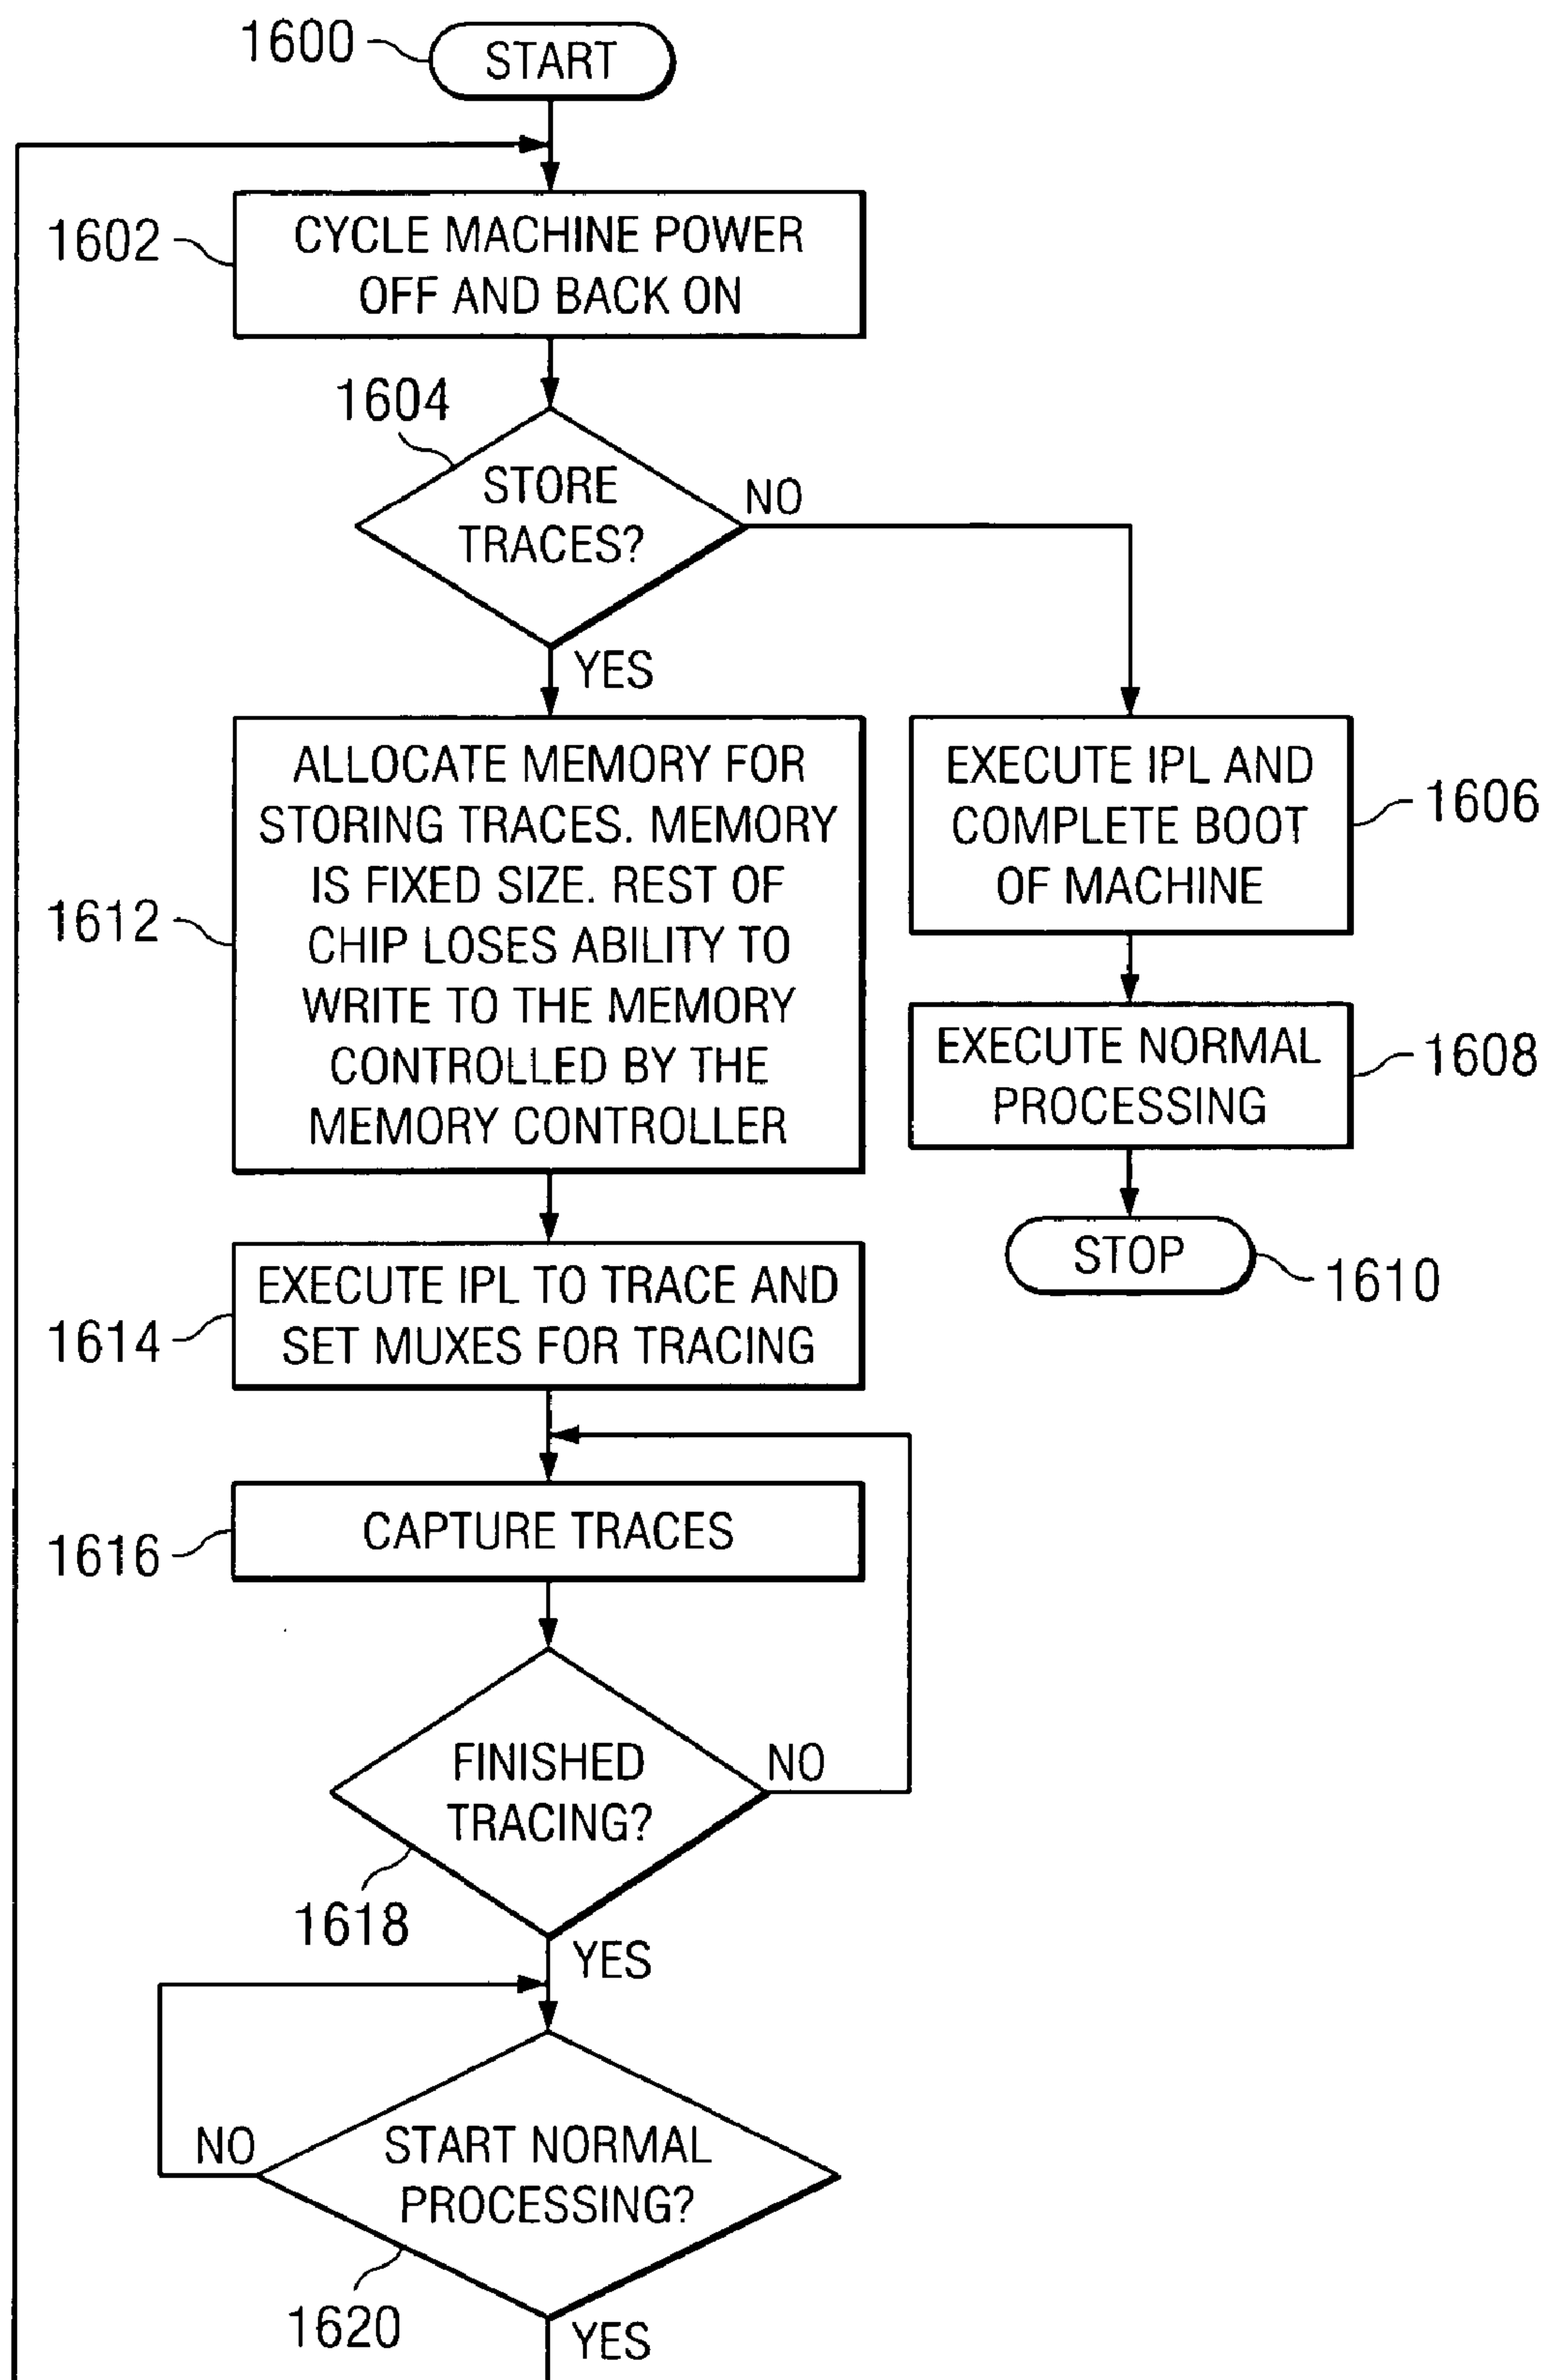 1600
START
1602
CYCLE MACHINE POWER
OFF AND BACK ON
1604
STORE
TRACES?
NO
YES
ALLOCATE MEMORY FOR
STORING TRACES. MEMORY
IS FIXED SIZE. REST OF
CHIP LOSES ABILITY TO
WRITE TO THE MEMORY
CONTROLLED BY THE
MEMORY CONTROLLER
1612
EXECUTE IPL AND
COMPLETE BOOT
OF MACHINE
1606
EXECUTE NORMAL
PROCESSING
1608
STOP
1610
EXECUTE IPL TO TRACE AND
SET MUXES FOR TRACING
1614
CAPTURE TRACES
1616
FINISHED
TRACING?
NO
1618
YES
START NORMAL
PROCESSING?
NO
1620
YES